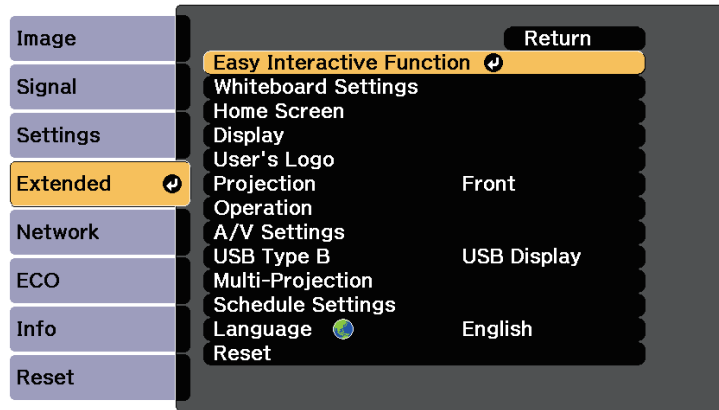 Image
Signal
Settings
Extended
Network
ECO
Info
Reset
Return
Easy Interactive Function
Whiteboard Settings
Home Screen
Display
User's Logo
Projection Front
Operation
A/V Settings
USB Type B USB Display
Multi-Projection
Schedule Settings
Language English
Reset